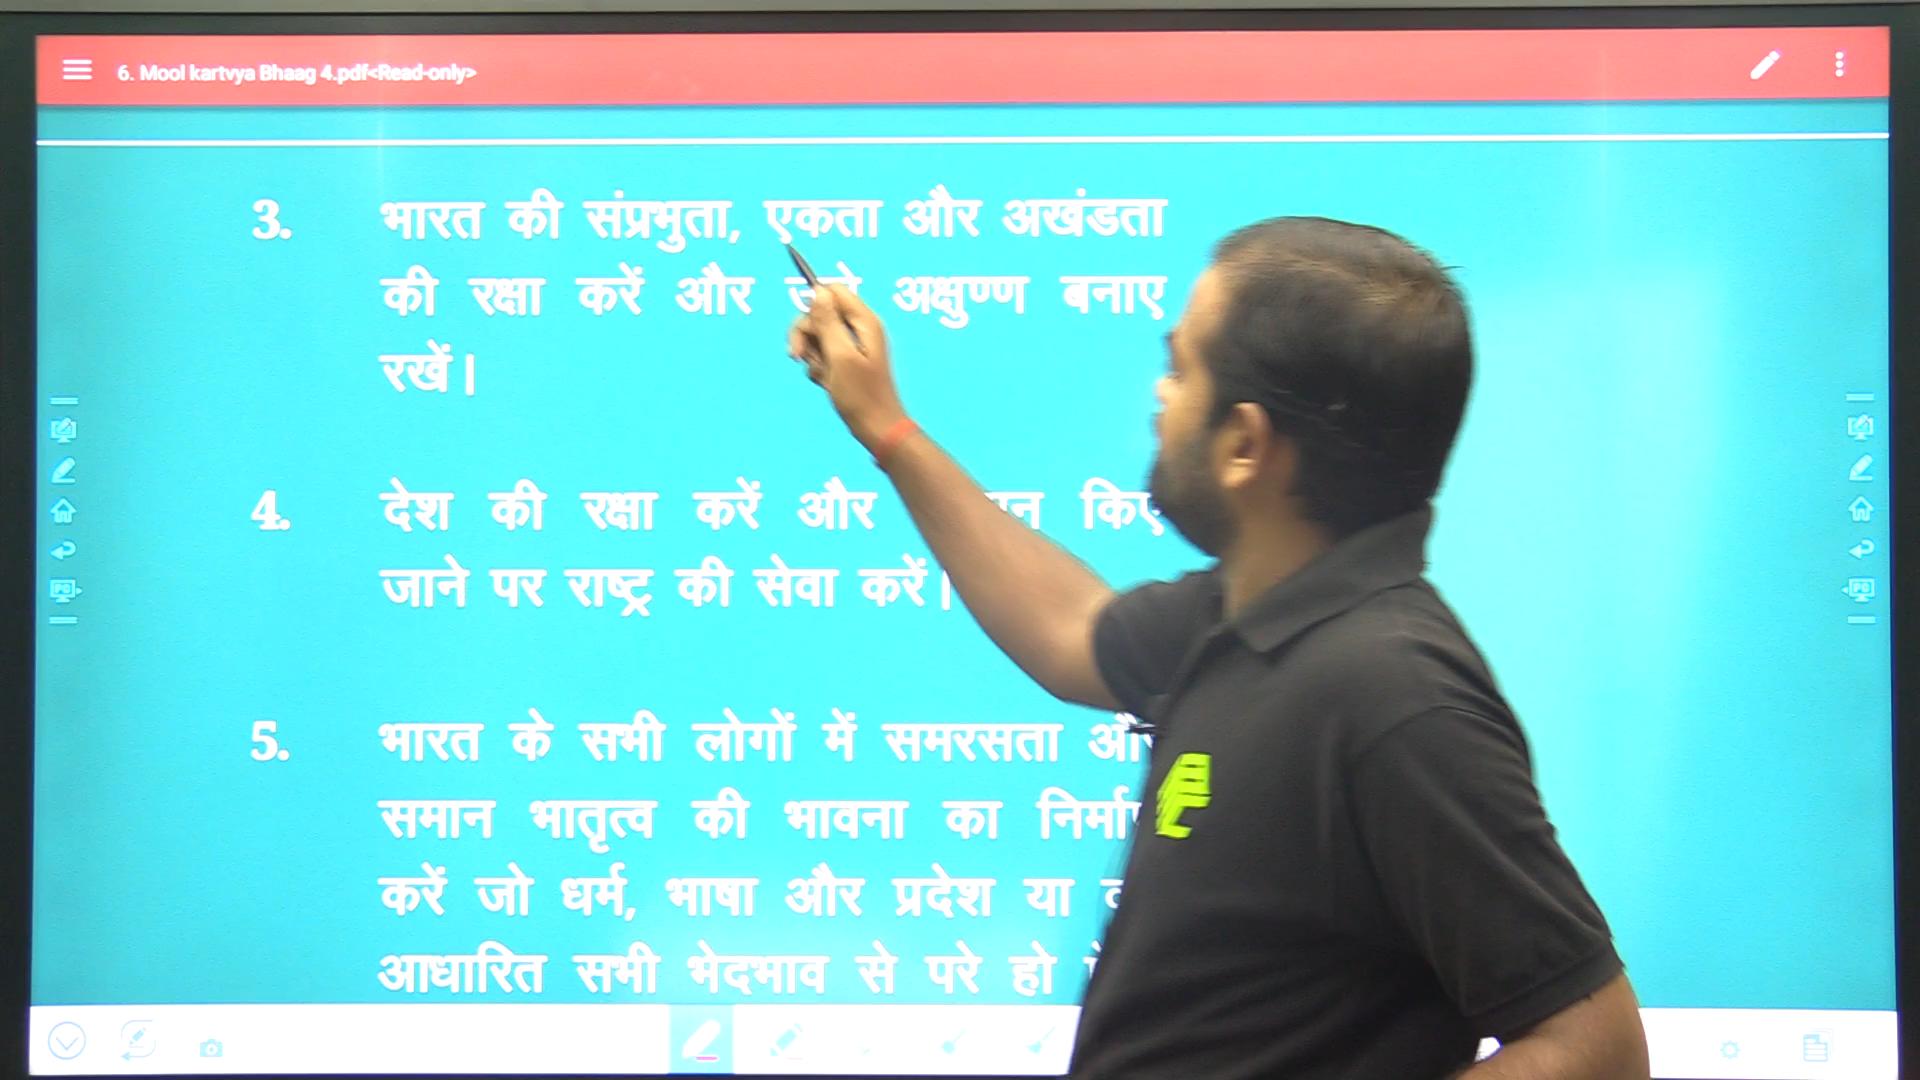 6. Mool kartvya Bhaag 4.pdf<Read-only>
3. भारत की संप्रभुता, एकता और अखंडता
की रक्षा करें और अक्षुण्ण बनाए
रखें।
4. देश की रक्षा करें और किए
जाने पर राष्ट्र की सेवा करें।
5. भारत के सभी लोगों में समरसता और
समान भातृत्व की भावना का निर्माण
करें जो धर्म, भाषा और प्रदेश या
आधारित सभी भेदभाव से परे हो